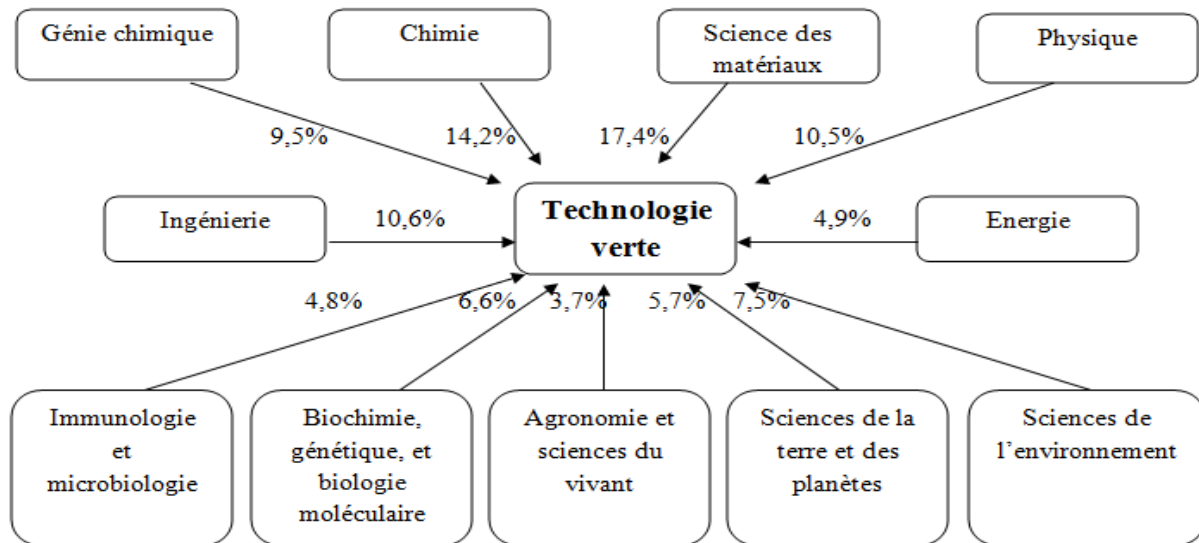 Génie chimique
Chimie
Science des
matériaux
Physique
9,5%
14,2%
17,4%
10,5%
Ingénierie
10,6%
Technologie
verte
4,9%
Energie
4,8%
6,6%
3,7%
5,7%
7,5%
Immunologie
et
microbiologie
Biochimie,
génétique, et
biologie
moléculaire
Agronomie et
sciences du
vivant
Sciences de la
terre et des
planètes
Sciences de
l’environnement